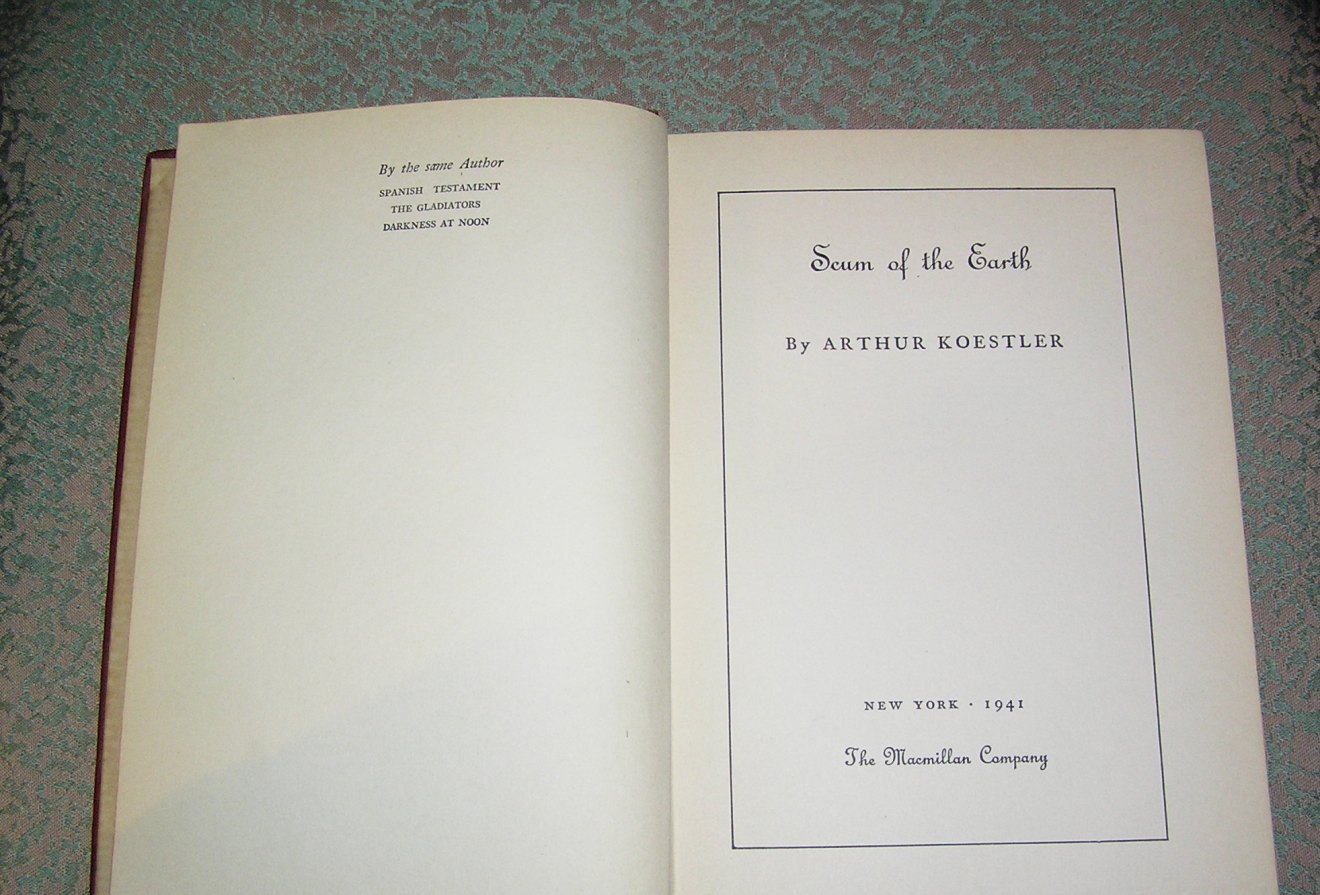 By the same Author
SPANISH TESTAMENT
THE GLADIATORS
DARKNESS AT NOON
Scum of the Earth
By ARTHUR KOESTLER
NEW YORK · 1941
The Macmillan Company